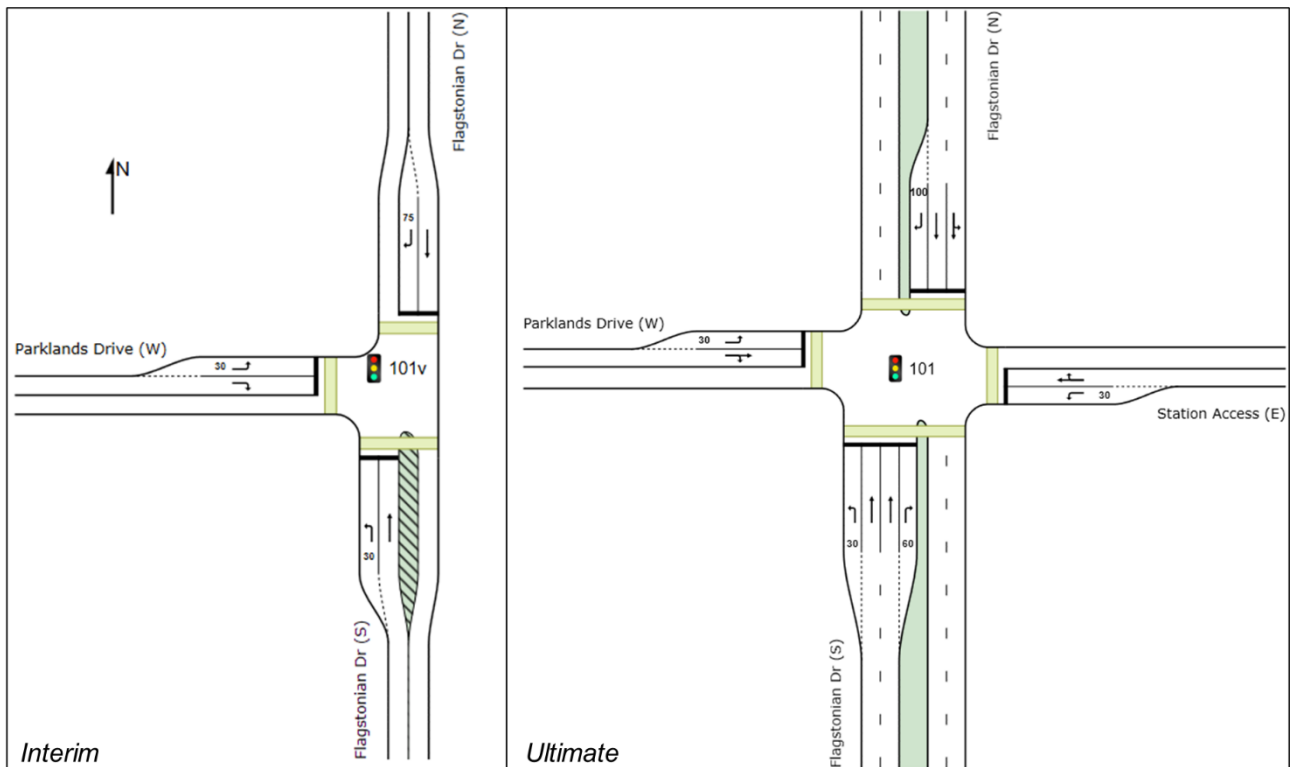 Flagstonian Dr (N)
N
75
Parklands Drive (W)
30
101v
30
Flagstonian Dr (S)
Interim
Flagstonian Dr (N)
100
Parklands Drive (W)
30
101
30
Station Access (E)
30
60
Flagstonian Dr (S)
Ultimate